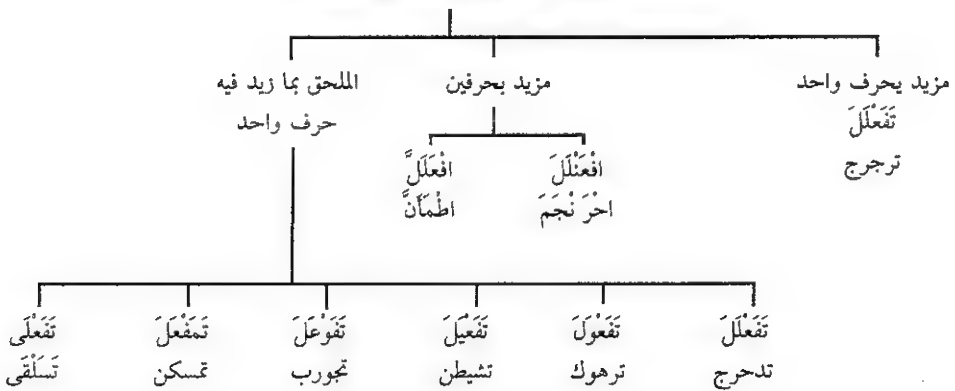 مزيد يحرف واحد
تَفَعْلَلَ
ترجرج
مزيد بحرفين
افْعَنْلَلَ
احْرَ نْجَمَ
افْعَلَلَّ
اطْمَأَنَّ
الملحق بما زيد فيه
حرف واحد
تَفَعْلَلَ
تدحرج
تَفَعْوَلَ
ترهوك
تَفَعْيَلَ
تشيطن
تَفَوْعَلَ
تجورب
تَمَفْعَلَ
تمسكن
تَفَعْلَى
تَسَلْقَى